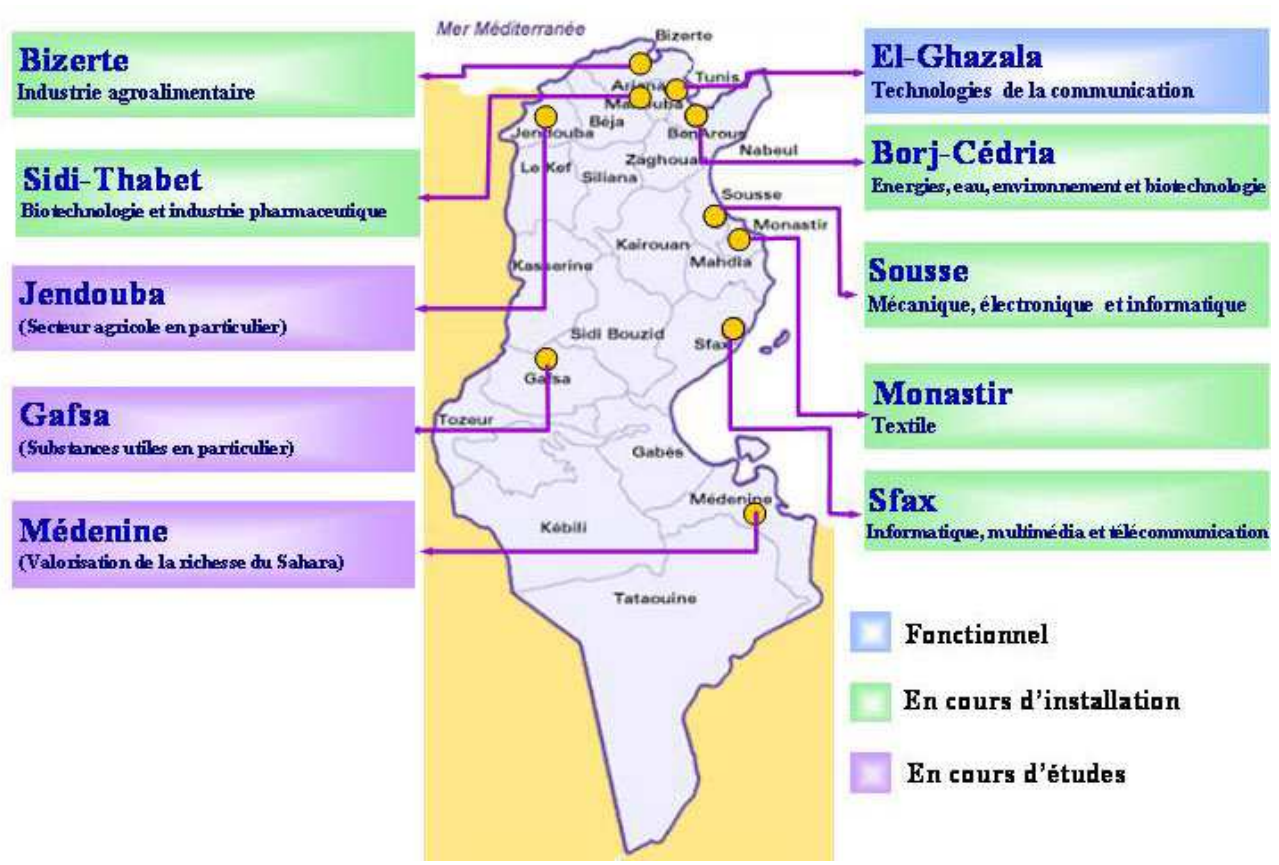 Mer Méditerranée
Bizerte
Industrie agroalimentaire
Sidi-Thabet
Biotechnologie et industrie pharmaceutique
Jendouba
(Secteur agricole en particulier)
Gafsa
(Substances utiles en particulier)
Médenine
(Valorisation de la richesse du Sahara)
Bizerte
Ariana
Tunis
Manouba
Béja
Jendouba
Ben Arous
Nabeul
Zaghouan
Le Kef
Siliana
Sousse
Monastir
Kairouan
Mahdia
Kasserine
Sidi Bouzid
Sfax
Gafsa
Tozeur
Gabès
Médenine
Kébili
Tataouine
El-Ghazala
Technologies de la communication
Borj-Cédria
Energies, eau, environnement et biotechnologie
Sousse
Mécanique, électronique et informatique
Monastir
Textile
Sfax
Informatique, multimédia et télécommunication
Fonctionnel
En cours d'installation
En cours d'études